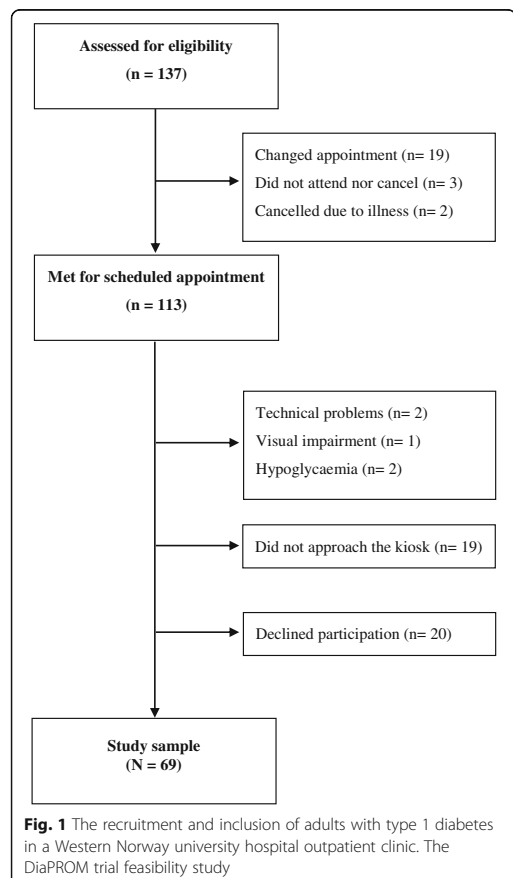 Assessed for eligibility
(n = 137)
Changed appointment (n= 19)
Did not attend nor cancel (n= 3)
Cancelled due to illness (n= 2)
Met for scheduled appointment
(n = 113)
Technical problems (n= 2)
Visual impairment (n= 1)
Hypoglycaemia (n= 2)
Did not approach the kiosk (n= 19)
Declined participation (n= 20)
Study sample
(N = 69)
Fig. 1 The recruitment and inclusion of adults with type 1 diabetes
in a Western Norway university hospital outpatient clinic. The
DiaPROM trial feasibility study